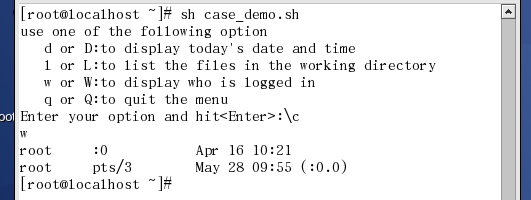 [root@localhost ~]# sh case_demo.sh
use one of the following option
d or D:to display today's date and time
l or L:to list the files in the working directory
w or W:to display who is logged in
q or Q:to quit the menu
Enter your option and hit<Enter>:\c
w
root     :0           Apr 16 10:21
root     pts/3        May 28 09:55 (:0.0)
[root@localhost ~]#